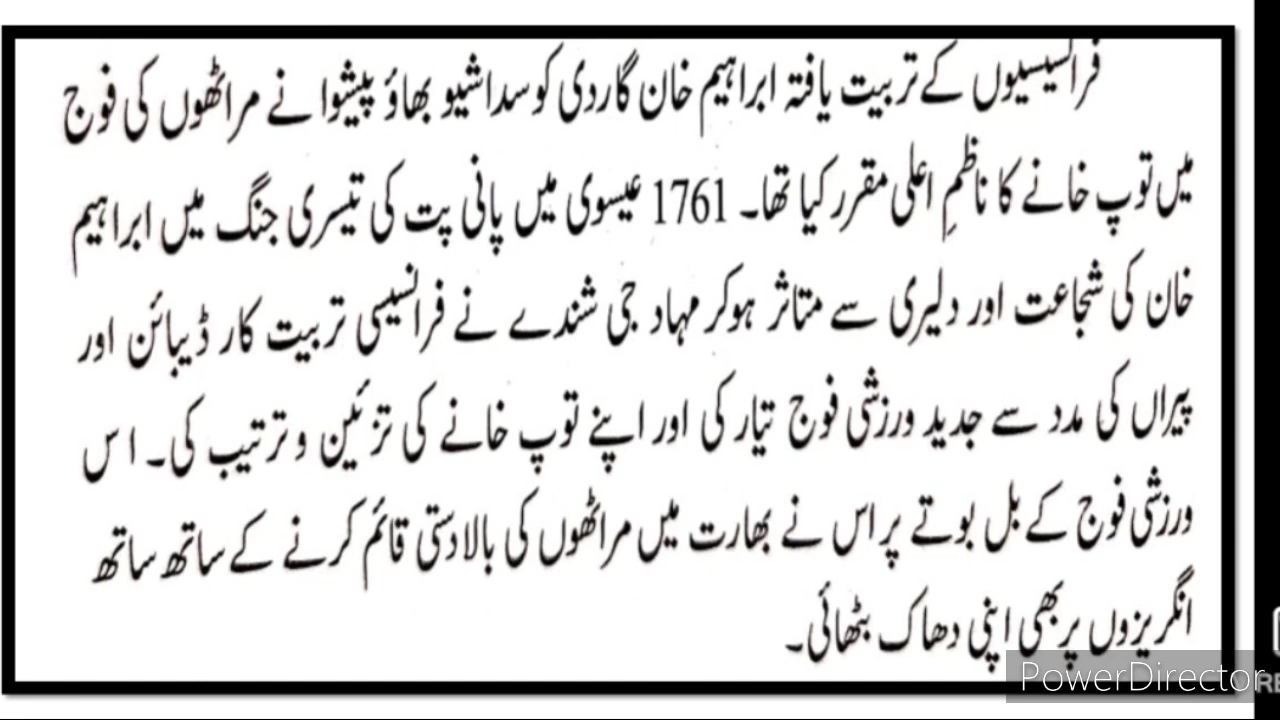 فرانسیسیوں کے تربیت یافتہ ابراہیم خان گاردی کو سداشیو بھاؤ پیشوا نے مراٹھوں کی فوج
میں توپ خانے کا ناظمِ اعلی مقرر کیا تھا۔ 1761 عیسوی میں پانی پت کی تیسری جنگ میں ابراہیم
خان کی شجاعت اور دلیری سے متاثر ہوکر مہاد جی شندے نے فرانسیسی تربیت کار ڈیبائن اور
پیراں کی مدد سے جدید ورزشی فوج تیار کی اور اپنے توپ خانے کی تزئین و ترتیب کی۔ اس
ورزشی فوج کے بل بوتے پر اس نے بھارت میں مراٹھوں کی بالادستی قائم کرنے کے ساتھ ساتھ
انگریزوں پر بھی اپنی دھاک بٹھائی۔
PowerDirector